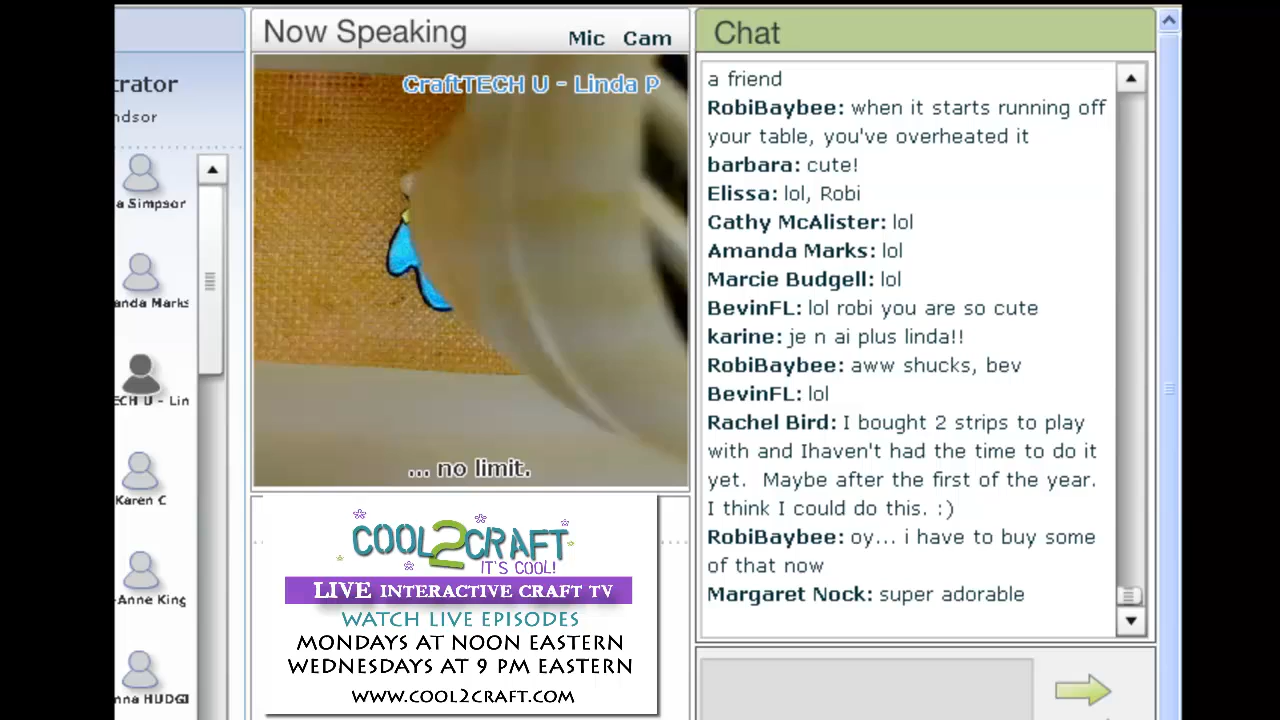 Now Speaking
Mic Cam
Chat
trator
ndsor
a Simpsor
anda Marks
ECH U - Lin
Karen C
-Anne King
nna HUDGI
CraftTECH U - Linda P
... no limit.
COOL2CRAFT
IT'S COOL!
LIVE INTERACTIVE CRAFT TV
WATCH LIVE EPISODES
MONDAYS AT NOON EASTERN
WEDNESDAYS AT 9 PM EASTERN
WWW.COOL2CRAFT.COM
a friend
RobiBaybee: when it starts running off
your table, you've overheated it
barbara: cute!
Elissa: lol, Robi
Cathy McAlister: lol
Amanda Marks: lol
Marcie Budgell: lol
BevinFL: lol robi you are so cute
karine: je n ai plus linda!!
RobiBaybee: aww shucks, bev
BevinFL: lol
Rachel Bird: I bought 2 strips to play
with and Ihaven't had the time to do it
yet.  Maybe after the first of the year.
I think I could do this. :)
RobiBaybee: oy... i have to buy some
of that now
Margaret Nock: super adorable